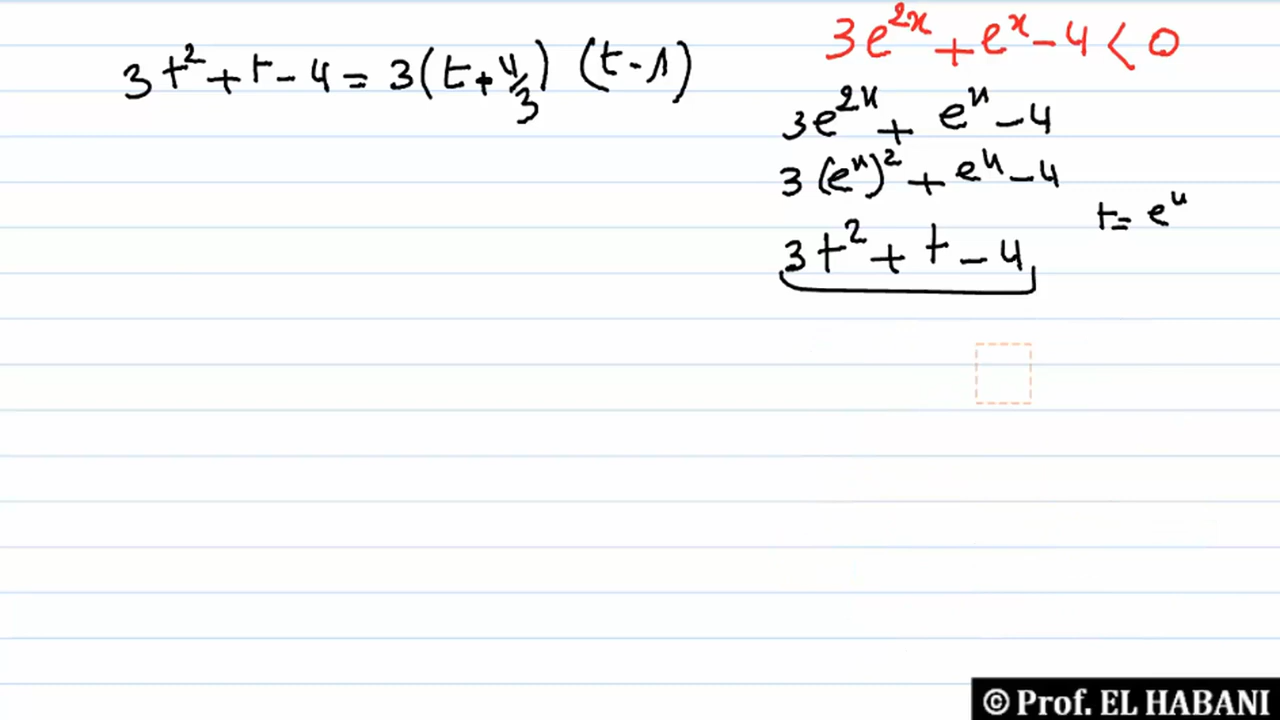 3t² + t - 4 = 3(t + 4/3) (t - 1)
3e^{2x} + e^x - 4 < 0
3e^{2x} + e^x - 4
3(e^x)² + e^x - 4
t = e^x
3t² + t - 4
© Prof. EL HABANI